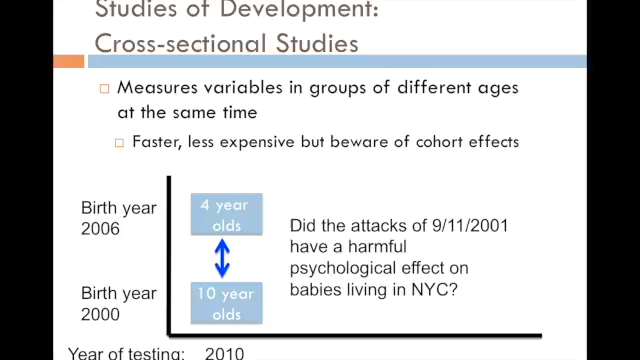 Studies of Development:
Cross-sectional Studies
Measures variables in groups of different ages
at the same time
Faster, less expensive but beware of cohort effects
Birth year
2006
4 year
olds
Did the attacks of 9/11/2001
have a harmful
psychological effect on
babies living in NYC?
Birth year
2000
10 year
olds
Year of testing: 2010